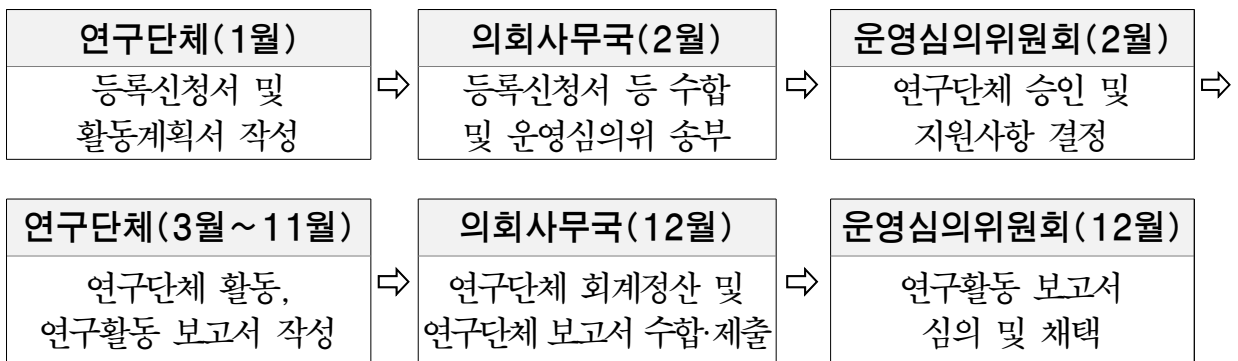 연구단체(1월)
등록신청서 및
활동계획서 작성
⇨
의회사무국(2월)
등록신청서 등 수합
및 운영심의위 송부
⇨
운영심의위원회(2월)
연구단체 승인 및
지원사항 결정
⇨
연구단체(3월～11월)
연구단체 활동,
연구활동 보고서 작성
⇨
의회사무국(12월)
연구단체 회계정산 및
연구단체 보고서 수합·제출
⇨
운영심의위원회(12월)
연구활동 보고서
심의 및 채택